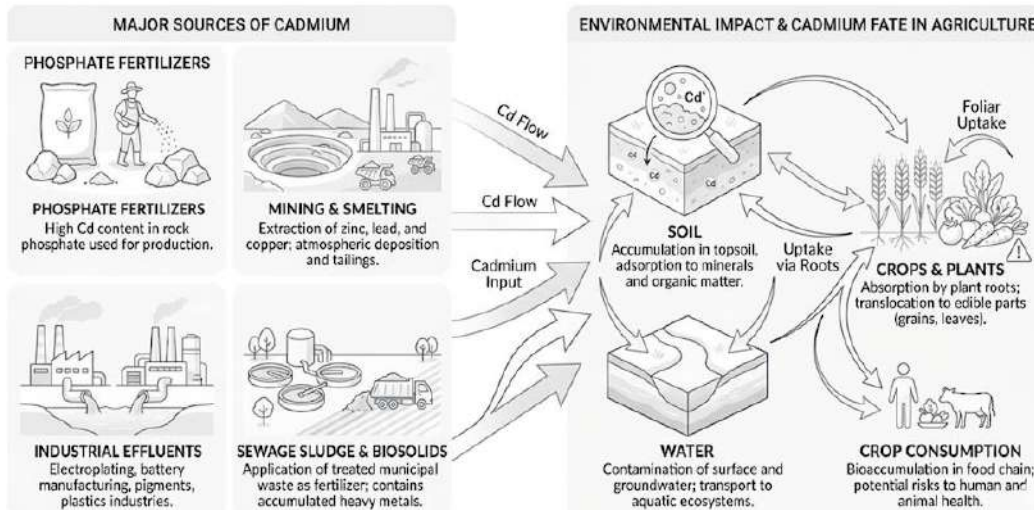 MAJOR SOURCES OF CADMIUM
PHOSPHATE FERTILIZERS
PHOSPHATE FERTILIZERS
High Cd content in rock
phosphate used for production.
MINING & SMELTING
Extraction of zinc, lead, and
copper; atmospheric deposition
and tailings.
INDUSTRIAL EFFLUENTS
Electroplating, battery
manufacturing, pigments,
plastics industries.
SEWAGE SLUDGE & BIOSOLIDS
Application of treated municipal
waste as fertilizer; contains
accumulated heavy metals.
Cd Flow
Cd Flow
Cadmium
Input
ENVIRONMENTAL IMPACT & CADMIUM FATE IN AGRICULTURE
Cd
Cd
Cd
Cd
SOIL
Accumulation in topsoil,
adsorption to minerals
and organic matter.
Uptake
via Roots
Foliar
Uptake
CROPS & PLANTS
Absorption by plant roots;
translocation to edible parts
(grains, leaves).
WATER
Contamination of surface and
groundwater; transport to
aquatic ecosystems.
CROP CONSUMPTION
Bioaccumulation in food chain;
potential risks to human and
animal health.